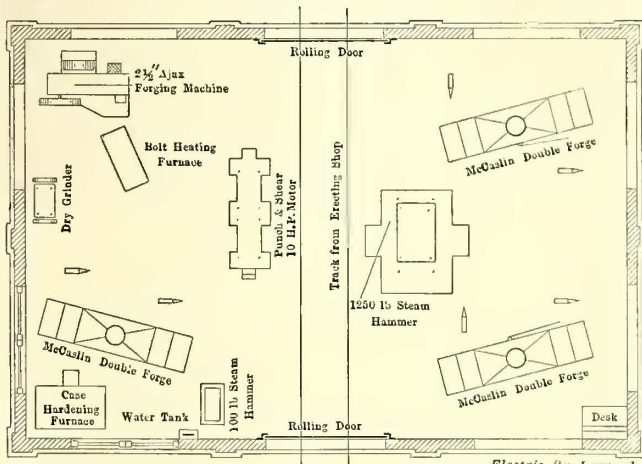 Rolling Door
2½" Ajax
Forging Machine
Bolt Heating
Furnace
Dry Grinder
Punch & Shear
10 H.P. Motor
Track from Erecting Shop
McCaslin Double Forge
1250 lb Steam
Hammer
McCaslin Double Forge
Case
Hardening
Furnace
Water Tank
100 lb Steam
Hammer
Rolling Door
McCaslin Double Forge
Desk
Electric Ry.